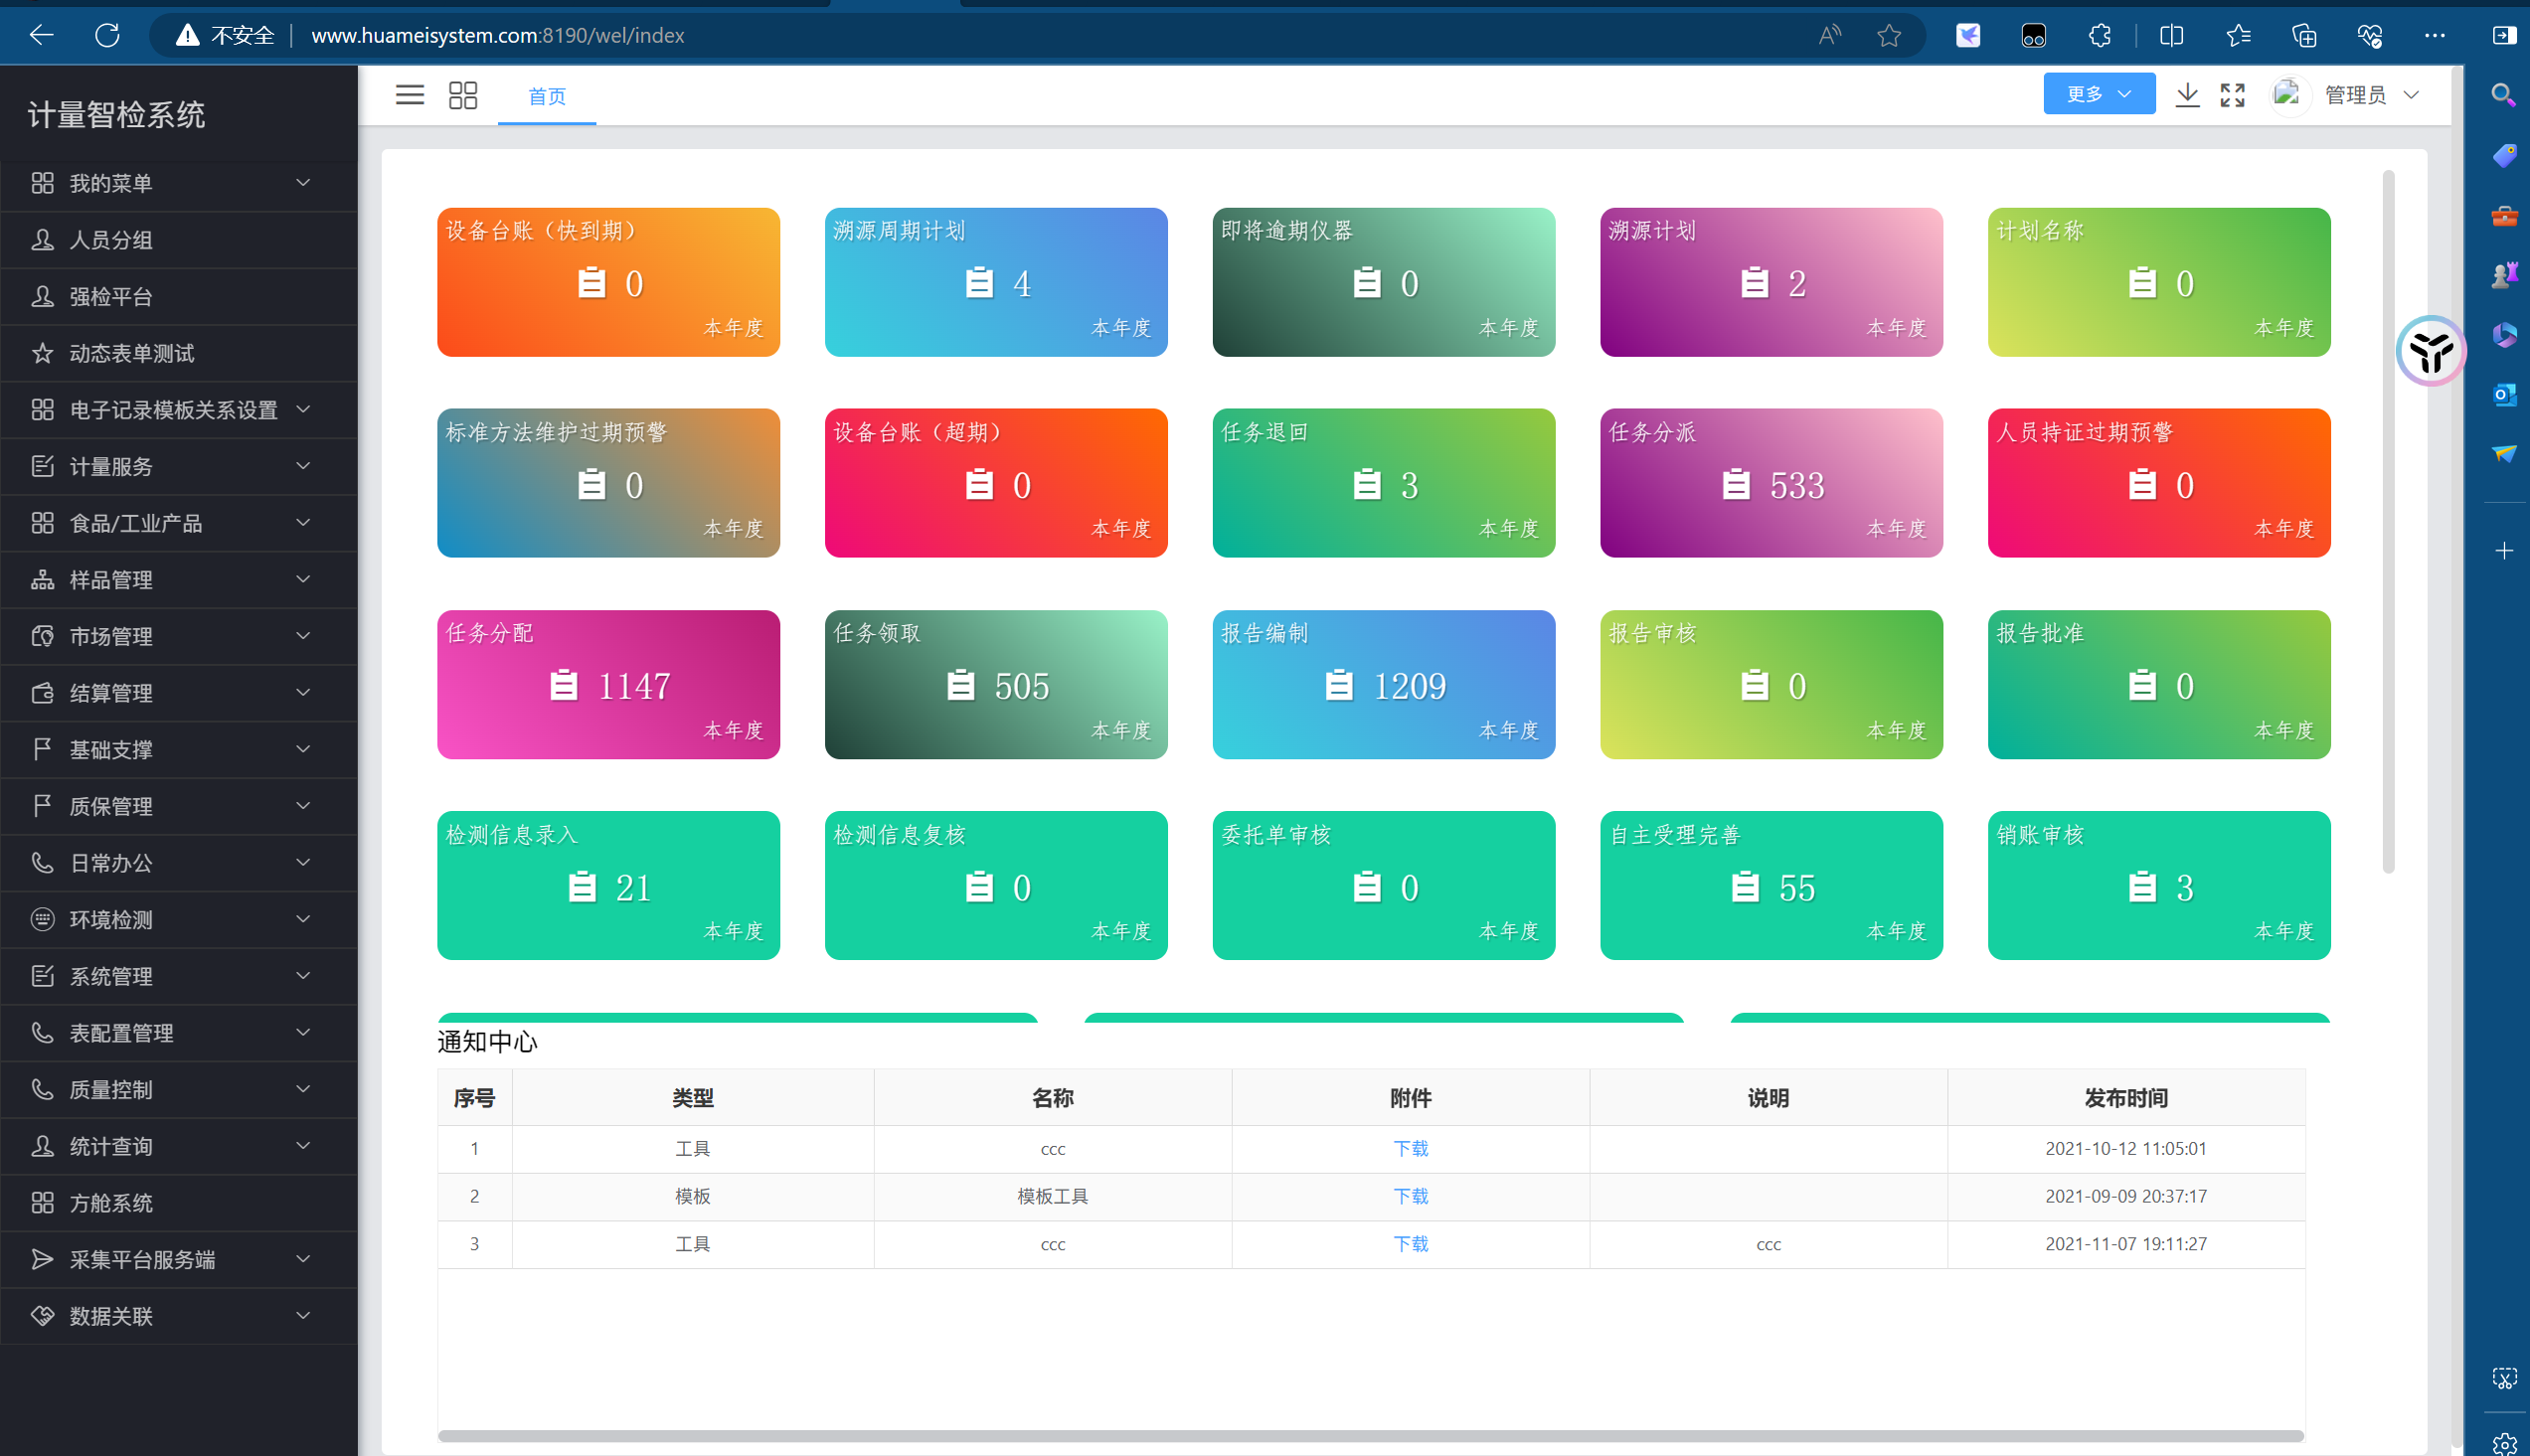 不安全 www.huameisystem.com:8190/wel/index
计量智检系统
我的菜单
人员分组
强检平台
动态表单测试
电子记录模板关系设置
计量服务
食品/工业产品
样品管理
市场管理
结算管理
基础支撑
质保管理
日常办公
环境检测
系统管理
表配置管理
质量控制
统计查询
方舱系统
采集平台服务端
数据关联
首页
更多
管理员
设备台账（快到期）
0
本年度
溯源周期计划
4
本年度
即将逾期仪器
0
本年度
溯源计划
2
本年度
计划名称
0
本年度
标准方法维护过期预警
0
本年度
设备台账（超期）
0
本年度
任务退回
3
本年度
任务分派
533
本年度
人员持证过期预警
0
本年度
任务分配
1147
本年度
任务领取
505
本年度
报告编制
1209
本年度
报告审核
0
本年度
报告批准
0
本年度
检测信息录入
21
本年度
检测信息复核
0
本年度
委托单审核
0
本年度
自主受理完善
55
本年度
销账审核
3
本年度
通知中心
序号 类型 名称 附件 说明 发布时间
1 工具 ccc 下载 2021-10-12 11:05:01
2 模板 模板工具 下载 2021-09-09 20:37:17
3 工具 ccc 下载 ccc 2021-11-07 19:11:27